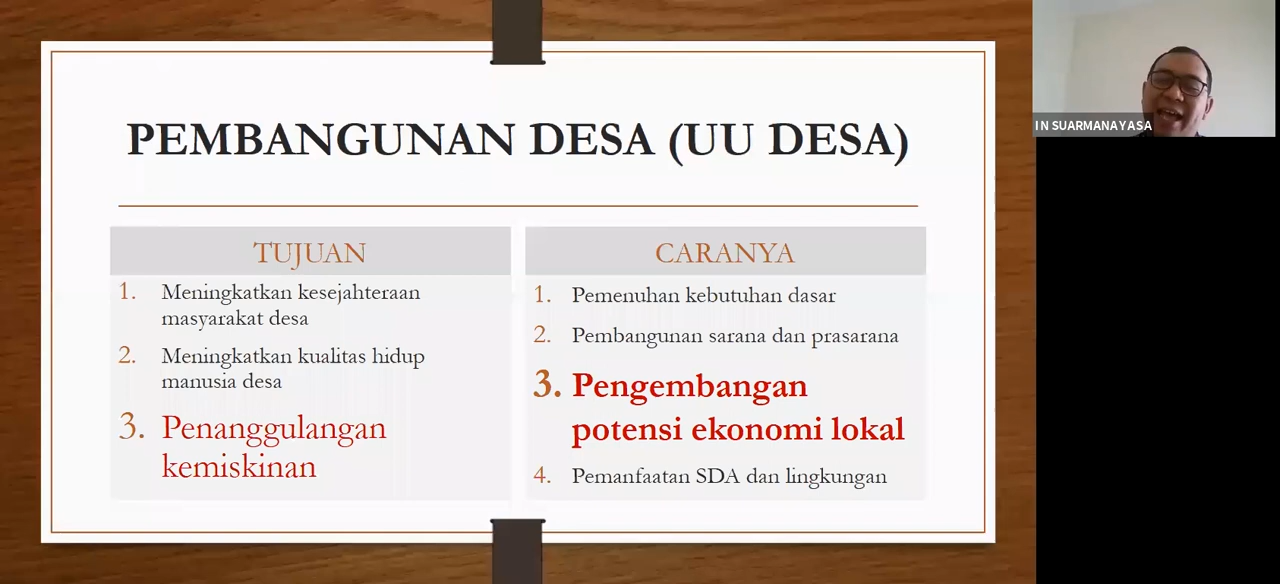 PEMBANGUNAN DESA (UU DESA)
TUJUAN
1. Meningkatkan kesejahteraan
masyarakat desa
2. Meningkatkan kualitas hidup
manusia desa
3. Penanggulangan
kemiskinan
CARANYA
1. Pemenuhan kebutuhan dasar
2. Pembangunan sarana dan prasarana
3. Pengembangan
potensi ekonomi lokal
4. Pemanfaatan SDA dan lingkungan
I N SUARMANAYASA